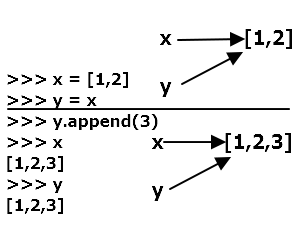 x [1,2]
>>> x = [1,2]
y
>>> y = x
>>> y.append(3)
>>> x
x [1,2,3]
[1,2,3]
>>> y
y
[1,2,3]